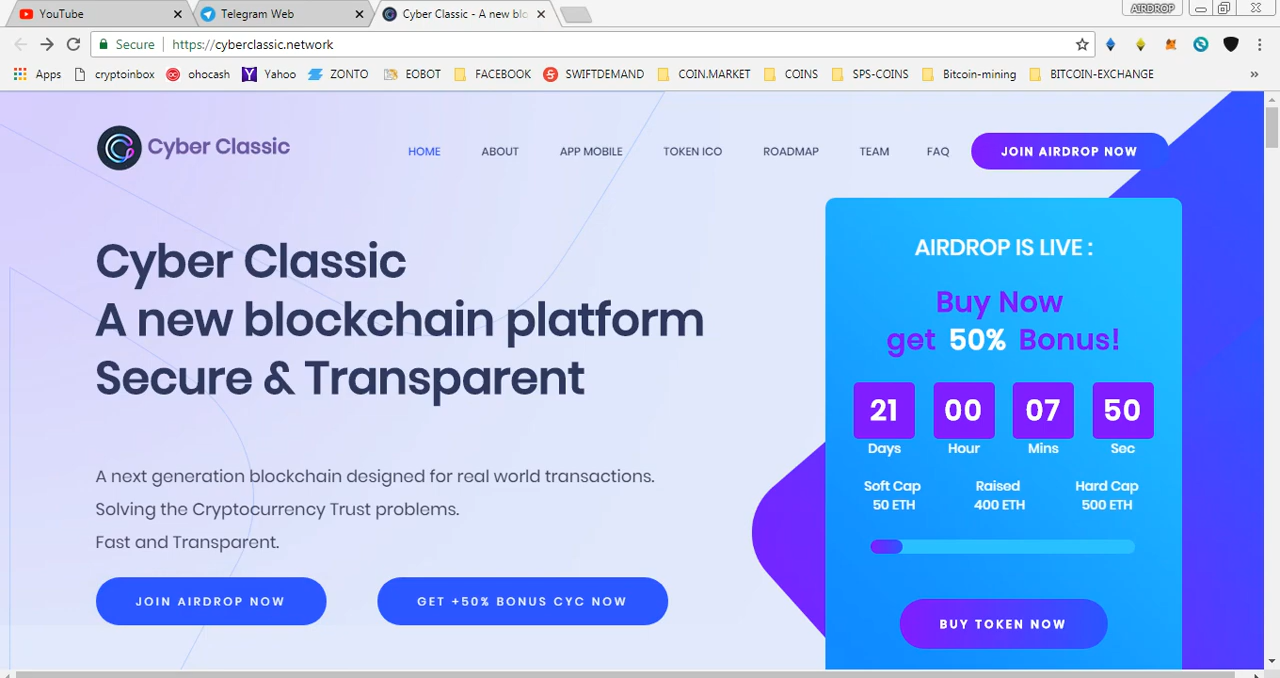 YouTube
Telegram Web
Cyber Classic - A new blo
AIRDROP
Secure
https://cyberclassic.network
Apps
cryptoinbox
ohocash
Yahoo
ZONTO
EOBOT
FACEBOOK
SWIFTDEMAND
COIN.MARKET
COINS
SPS-COINS
Bitcoin-mining
BITCOIN-EXCHANGE
»
Cyber Classic
HOME
ABOUT
APP MOBILE
TOKEN ICO
ROADMAP
TEAM
FAQ
JOIN AIRDROP NOW
Cyber Classic
A new blockchain platform
Secure & Transparent
A next generation blockchain designed for real world transactions.
Solving the Cryptocurrency Trust problems.
Fast and Transparent.
JOIN AIRDROP NOW
GET +50% BONUS CYC NOW
AIRDROP IS LIVE :
Buy Now
get 50% Bonus!
21 00 07 50
Days Hour Mins Sec
Soft Cap Raised Hard Cap
50 ETH 400 ETH 500 ETH
BUY TOKEN NOW